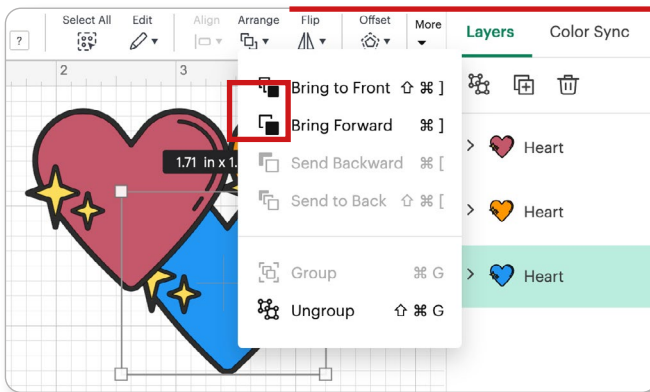 Select All Edit Align Arrange Flip Offset More
Layers Color Sync
?
2 3
Bring to Front ⇧ ⌘ ]
Bring Forward ⌘ ]
Send Backward ⌘ [
Send to Back ⇧ ⌘ [
Group ⌘ G
Ungroup ⇧ ⌘ G
1.71 in x 1.
Heart
Heart
Heart